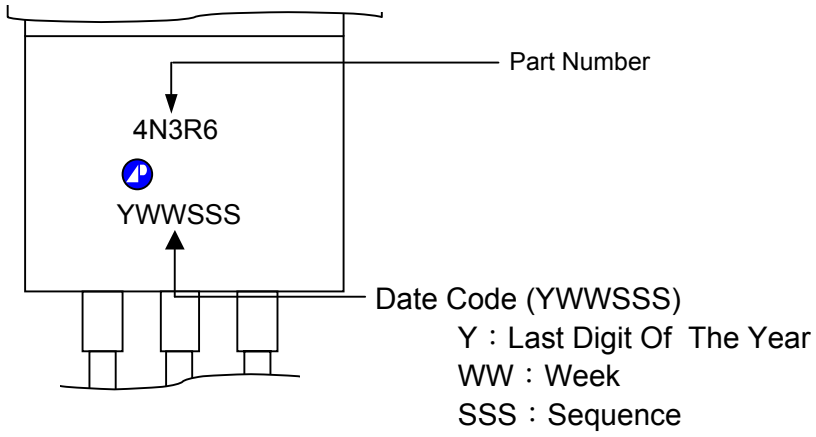 Part Number
4N3R6
YWWSSS
Date Code (YWWSSS)
Y：Last Digit Of The Year
WW：Week
SSS：Sequence